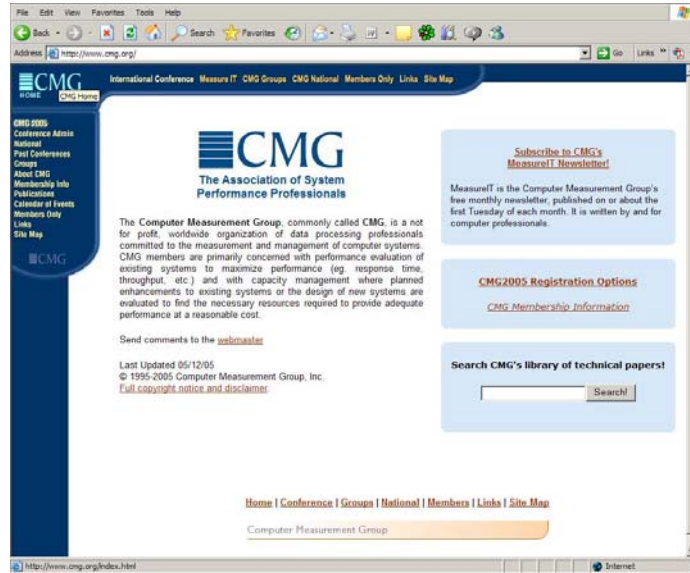 File Edit View Favorites Tools Help
Back Search Favorites
Address http://www.cmg.org/ Go Links »
CMG
HOME
CMG Home
International Conference Measure IT CMG Groups CMG National Members Only Links Site Map
CMG 2005
Conference Admin
National
Past Conferences
Groups
About CMG
Membership Info
Publications
Calendar of Events
Members Only
Links
Site Map
CMG
CMG
The Association of System
Performance Professionals
The Computer Measurement Group, commonly called CMG, is a not
for profit, worldwide organization of data processing professionals
committed to the measurement and management of computer systems.
CMG members are primarily concerned with performance evaluation of
existing systems to maximize performance (eg. response time,
throughput, etc.) and with capacity management where planned
enhancements to existing systems or the design of new systems are
evaluated to find the necessary resources required to provide adequate
performance at a reasonable cost.
Send comments to the webmaster
Last Updated 05/12/05
© 1995-2005 Computer Measurement Group, Inc.
Full copyright notice and disclaimer.
Subscribe to CMG's
MeasureIT Newsletter!
MeasureIT is the Computer Measurement Group's
free monthly newsletter, published on or about the
first Tuesday of each month. It is written by and for
computer professionals.
CMG2005 Registration Options
CMG Membership Information
Search CMG's library of technical papers!
Search!
Home | Conference | Groups | National | Members | Links | Site Map
Computer Measurement Group
http://www.cmg.org/index.html Internet